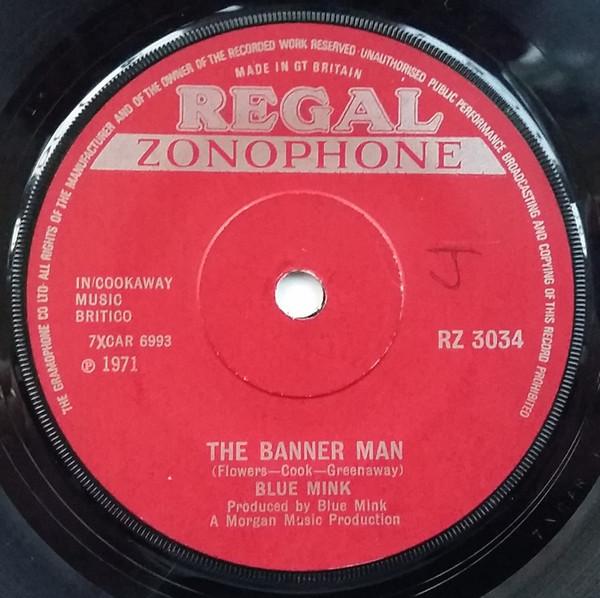 THE GRAMOPHONE CO LTD·ALL RIGHTS OF THE MANUFACTURER AND OF THE OWNER OF THE RECORDED WORK RESERVED·UNAUTHORISED PUBLIC PERFORMANCE BROADCASTING AND COPYING OF THIS RECORD PROHIBITED
MADE IN GT BRITAIN
REGAL
ZONOPHONE
J
IN/COOKAWAY
MUSIC
BRITICO
7XCAR 6993
RZ 3034
℗ 1971
THE BANNER MAN
(Flowers—Cook—Greenaway)
BLUE MINK
Produced by Blue Mink
A Morgan Music Production